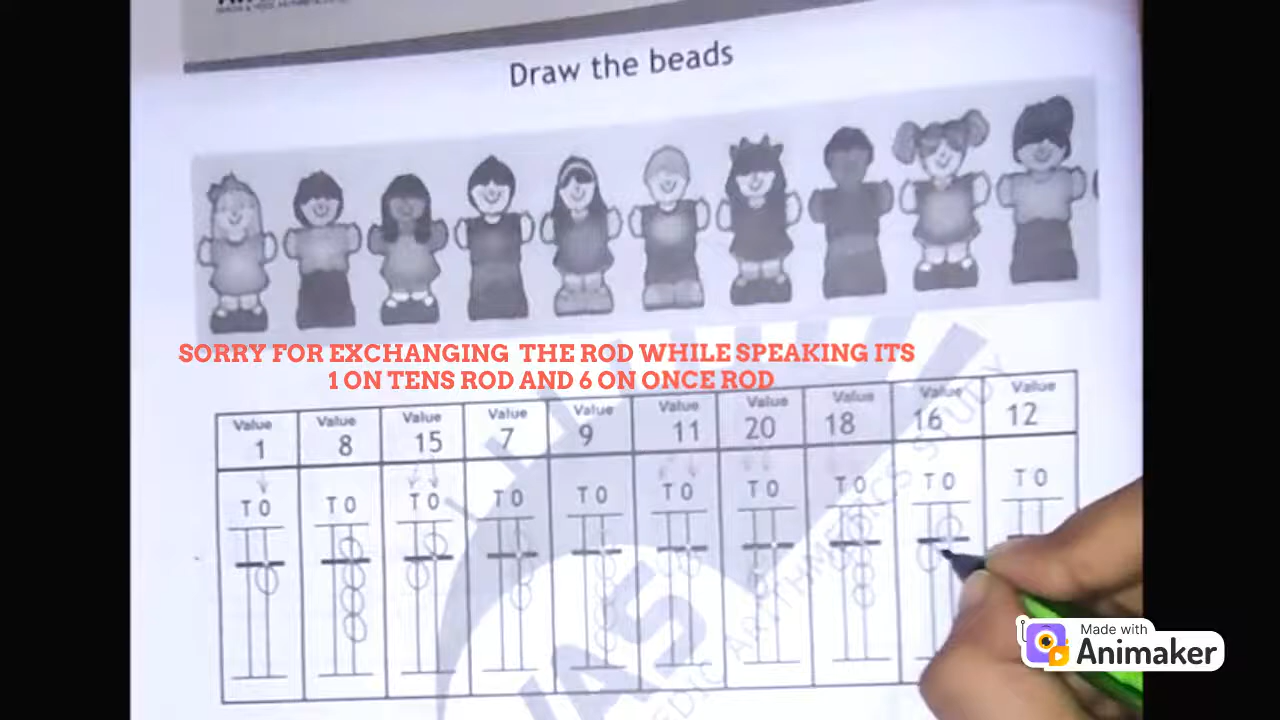 Draw the beads
SORRY FOR EXCHANGING THE ROD WHILE SPEAKING ITS
1 ON TENS ROD AND 6 ON ONCE ROD
Value Value Value Value Value Value Value Value Value Value
1 8 15 7 9 11 20 18 16 12
T O T O T O T O T O T O T O T O T O T O
ARITHMEDICS STUDY
Made with
Animaker